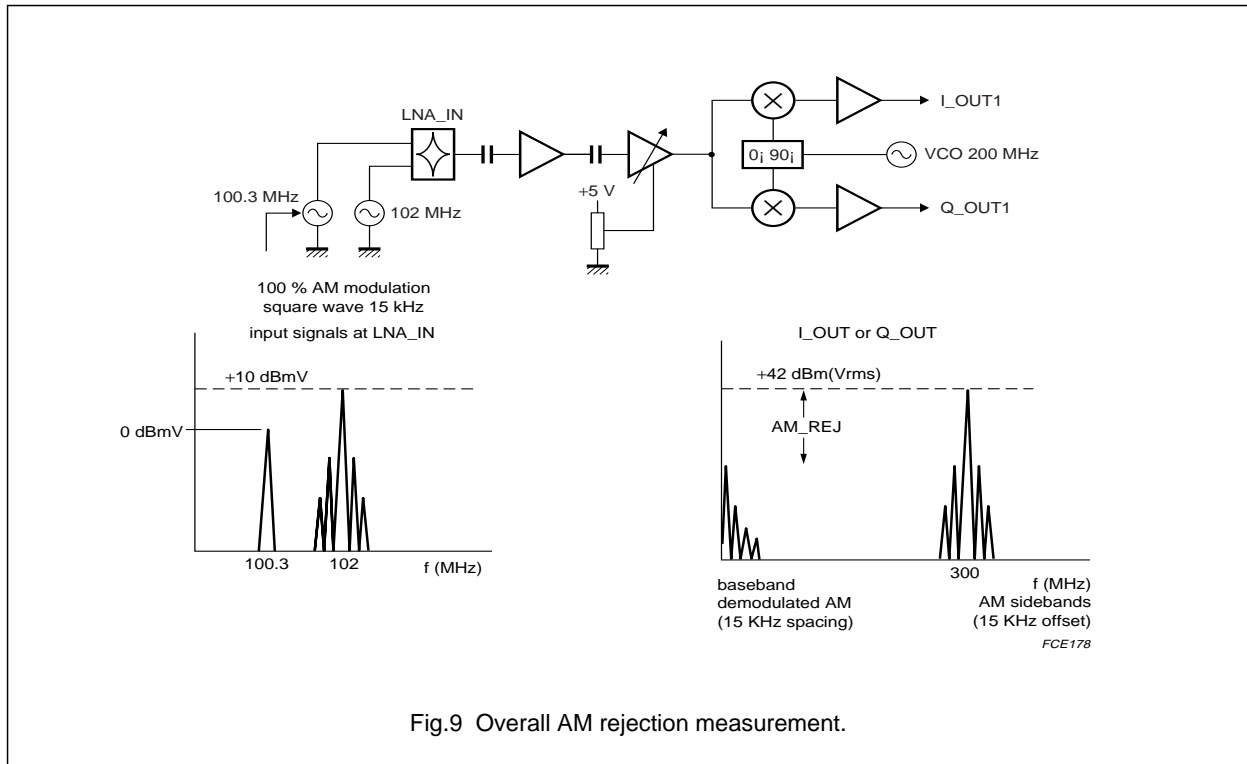 LNA_IN
I_OUT1
0¡ 90¡
VCO 200 MHz
+5 V
100.3 MHz
102 MHz
Q_OUT1
100 % AM modulation
square wave 15 kHz
input signals at LNA_IN
+10 dBmV
0 dBmV
100.3
102
f (MHz)
I_OUT or Q_OUT
+42 dBm(Vrms)
AM_REJ
300
f (MHz)
baseband
demodulated AM
(15 KHz spacing)
AM sidebands
(15 KHz offset)
FCE178
Fig.9 Overall AM rejection measurement.